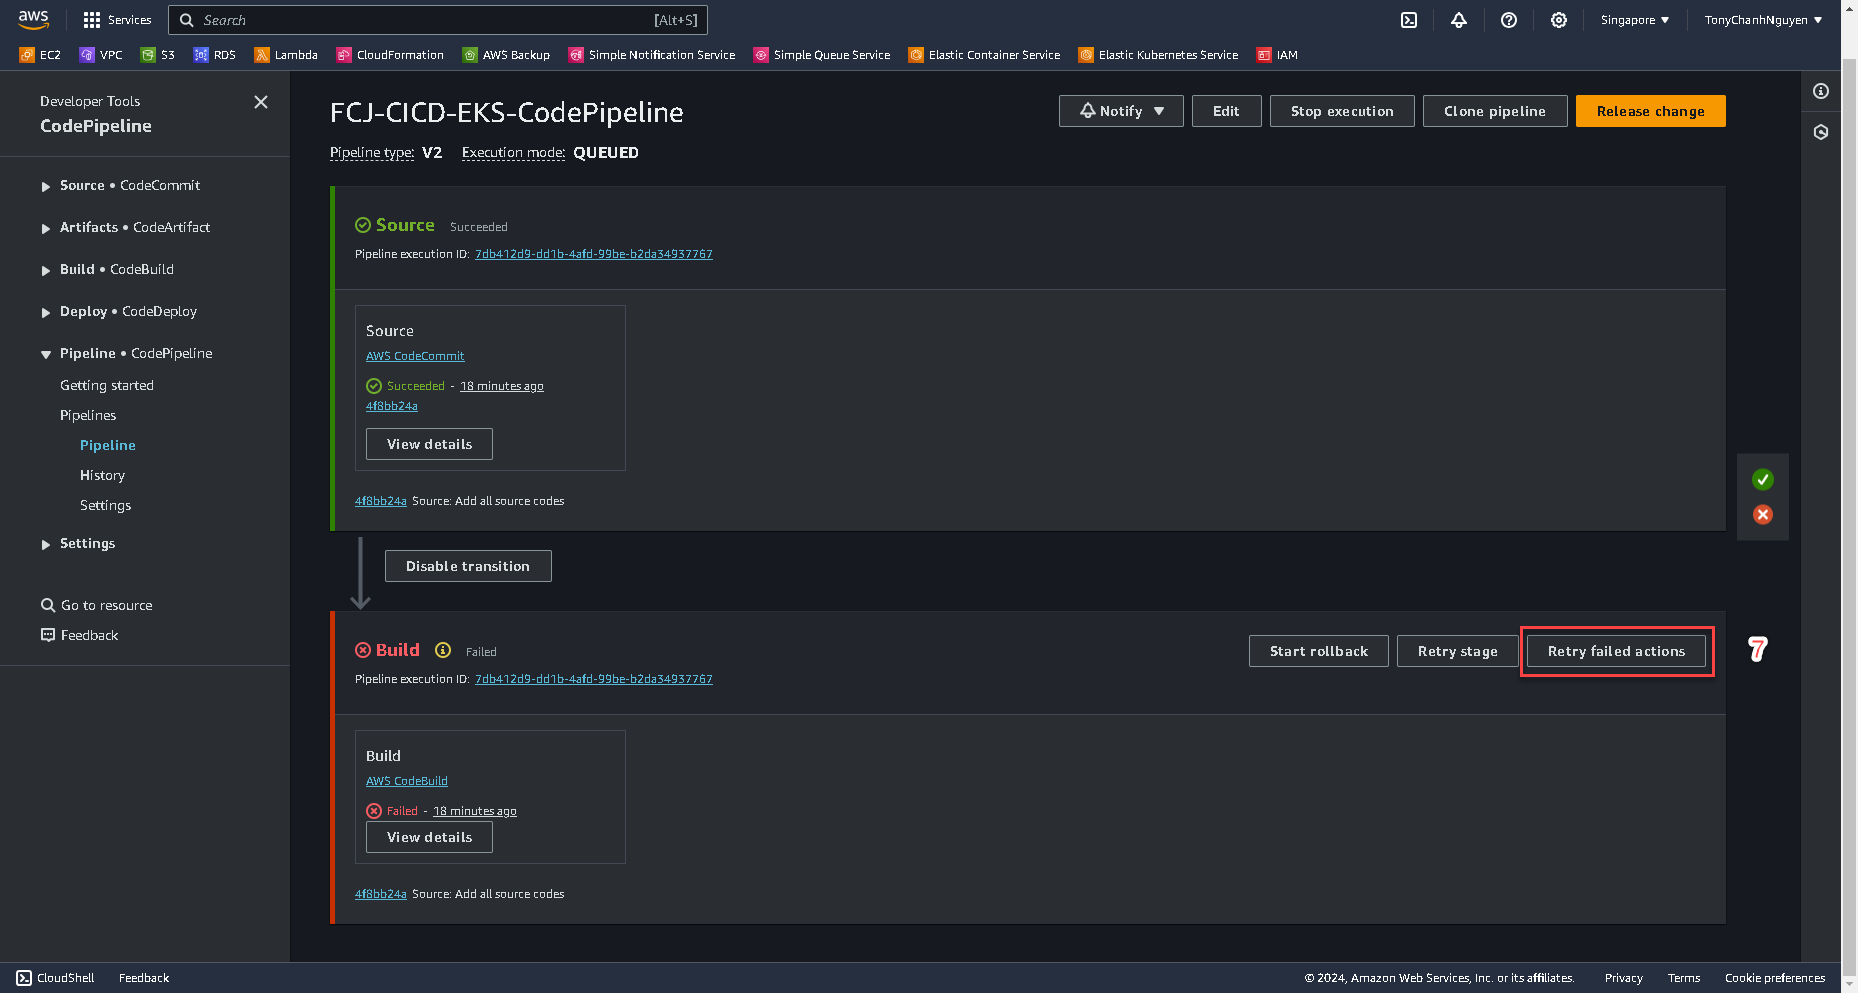 aws
Services
Search
[Alt+S]
Singapore ▼
TonyChanhNguyen ▼
EC2
VPC
S3
RDS
Lambda
CloudFormation
AWS Backup
Simple Notification Service
Simple Queue Service
Elastic Container Service
Elastic Kubernetes Service
IAM
Developer Tools
CodePipeline
Source • CodeCommit
Artifacts • CodeArtifact
Build • CodeBuild
Deploy • CodeDeploy
Pipeline • CodePipeline
Getting started
Pipelines
Pipeline
History
Settings
Settings
Go to resource
Feedback
FCJ-CICD-EKS-CodePipeline
Notify ▼
Edit
Stop execution
Clone pipeline
Release change
Pipeline type: V2 Execution mode: QUEUED
Source Succeeded
Pipeline execution ID: 7db412d9-dd1b-4afd-99be-b2da34937767
Source
AWS CodeCommit
Succeeded - 18 minutes ago
4f8bb24a
View details
4f8bb24a Source: Add all source codes
Disable transition
Build Failed
Start rollback
Retry stage
Retry failed actions
7
Pipeline execution ID: 7db412d9-dd1b-4afd-99be-b2da34937767
Build
AWS CodeBuild
Failed - 18 minutes ago
View details
4f8bb24a Source: Add all source codes
CloudShell
Feedback
© 2024, Amazon Web Services, Inc. or its affiliates.
Privacy
Terms
Cookie preferences